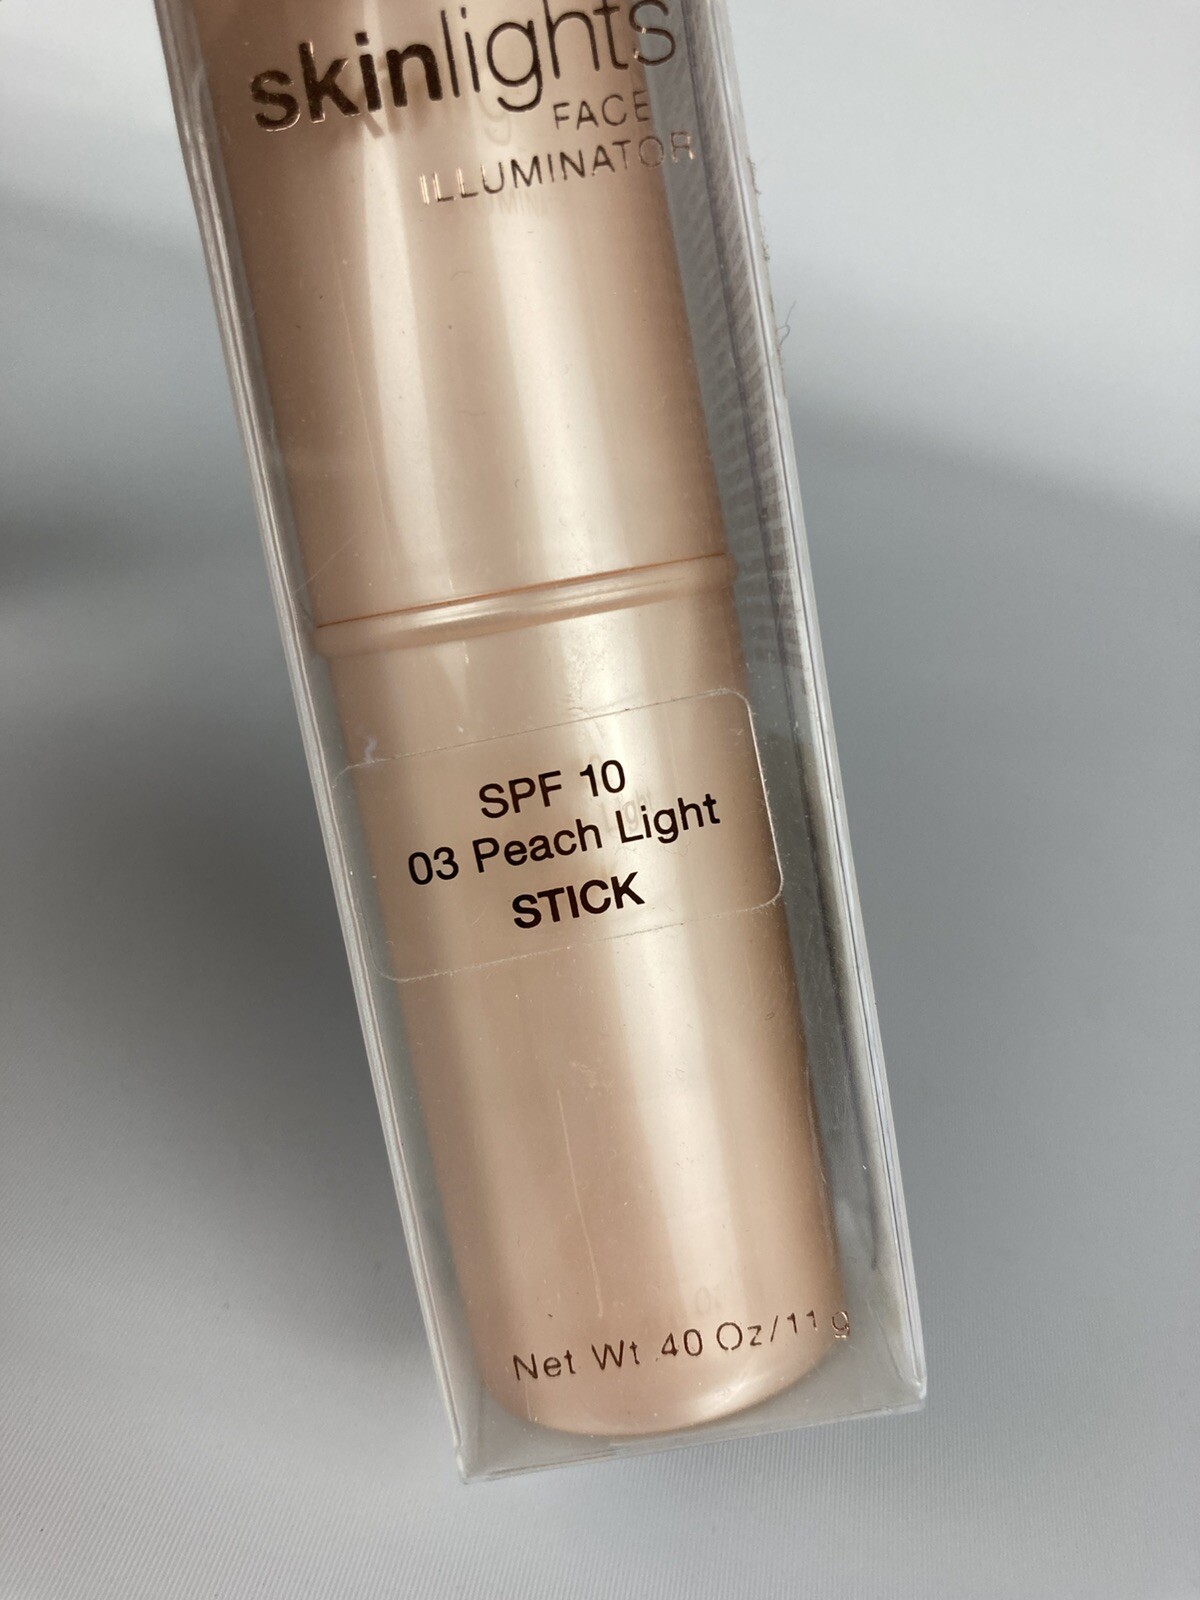 skinlights
FACE
ILLUMINATOR
SPF 10
03 Peach Light
STICK
Net Wt .40 Oz/11 g